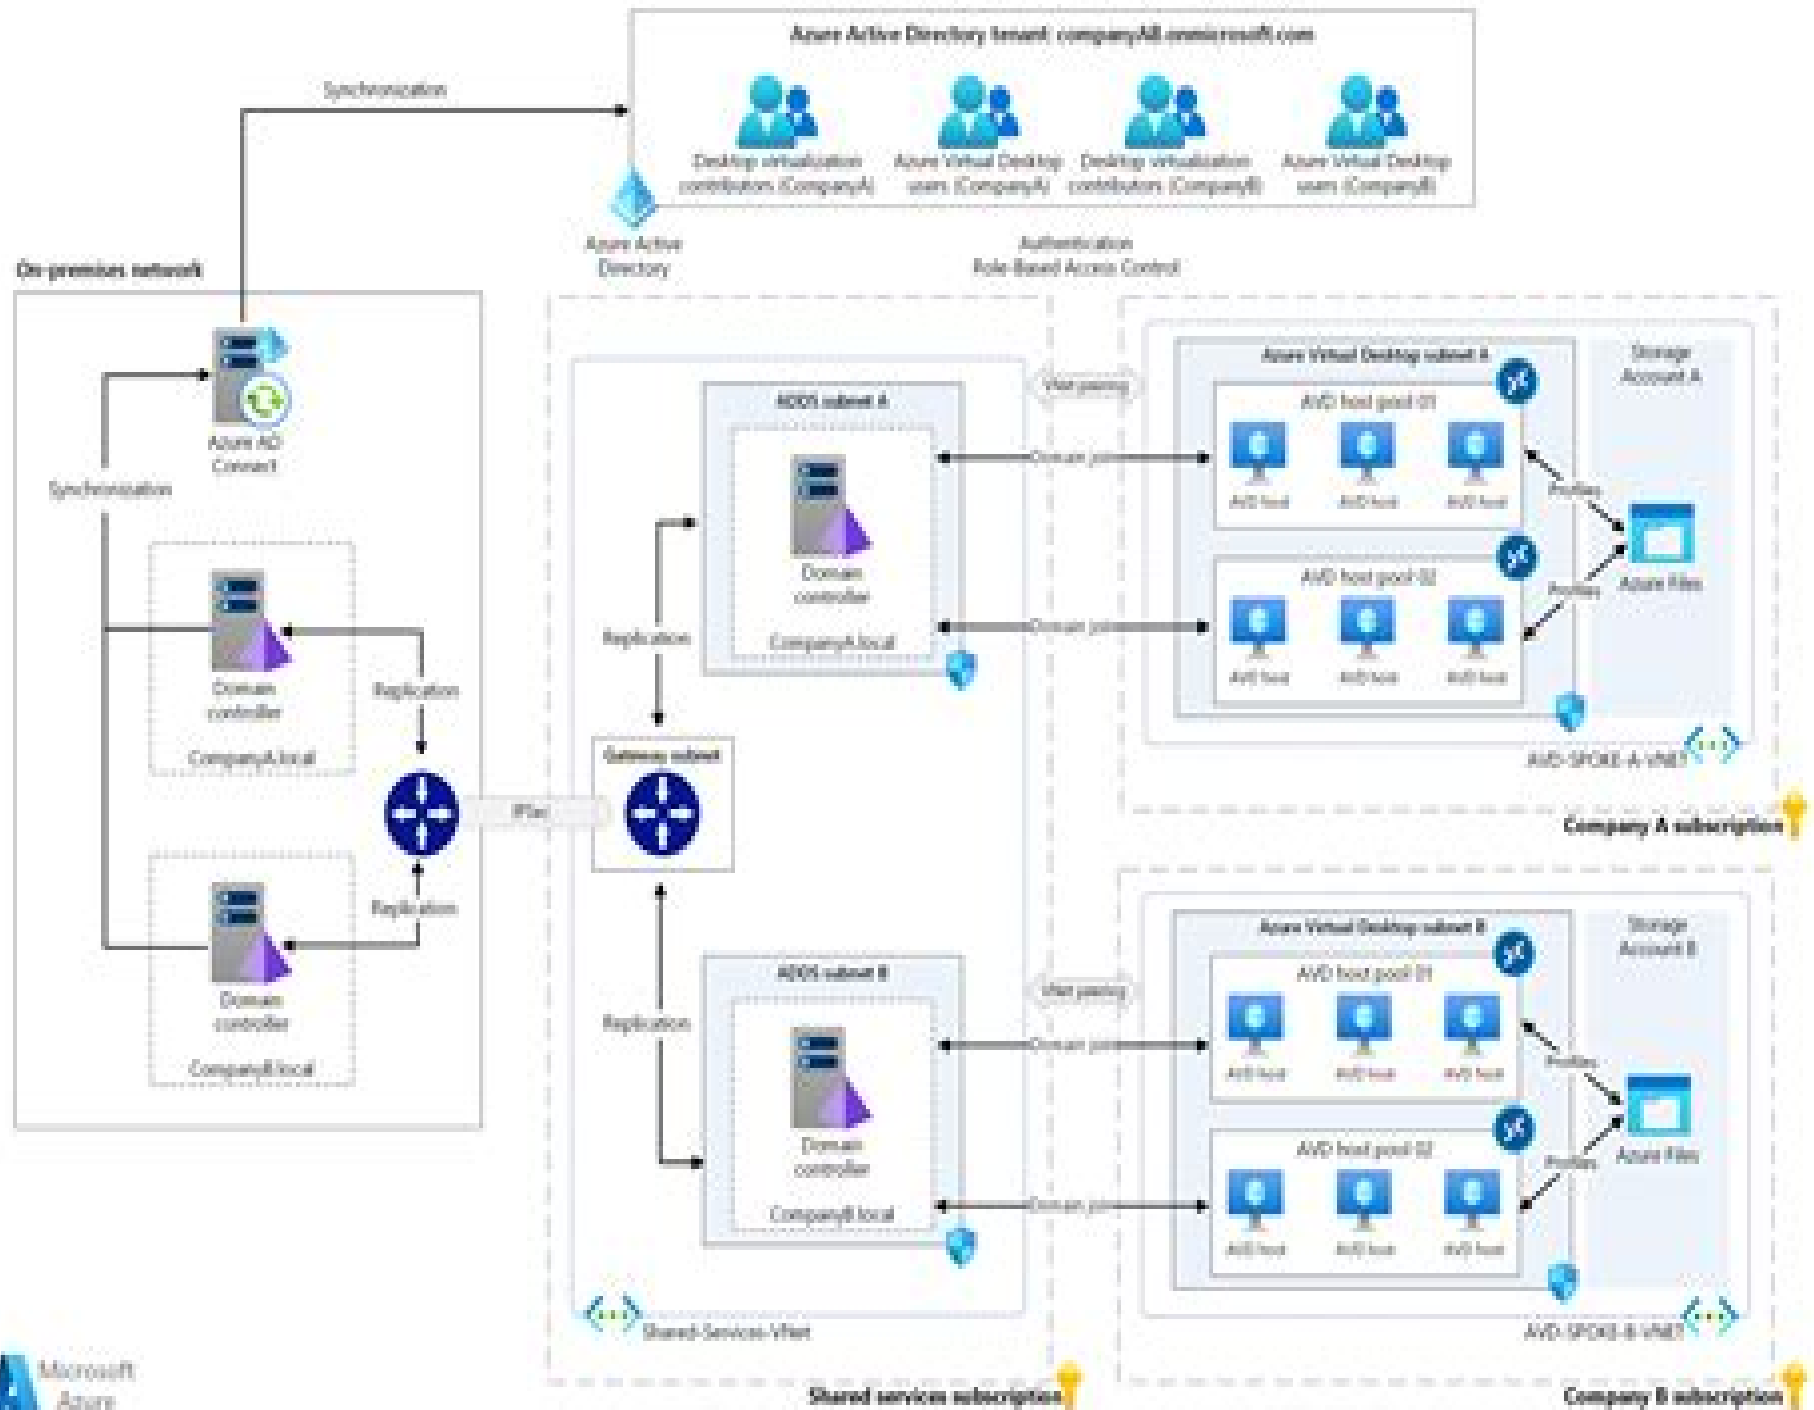 Azure Active Directory tenant companyAB.onmicrosoft.com
Synchronization
Desktop virtualization
contributors (CompanyA)
Azure Virtual Desktop
users (CompanyA)
Desktop virtualization
contributors (CompanyB)
Azure Virtual Desktop
users (CompanyB)
Azure Active
Directory
Authentication
Role-Based Access Control
On-premises network
Azure AD
Connect
Synchronization
Domain
controller
CompanyA.local
Replication
Replication
Domain
controller
CompanyB.local
IPSec
Gateway subnet
Replication
Replication
ADDS subnet A
Domain
controller
CompanyA.local
ADDS subnet B
Domain
controller
CompanyB.local
Shared-Services-VNet
Shared services subscription
VNet peering
Domain join
Domain join
Azure Virtual Desktop subnet A
AVD host pool 01
AVD host
AVD host
AVD host
AVD host pool 02
AVD host
AVD host
AVD host
Profiles
Profiles
Storage
Account A
Azure Files
AVD-SPOKE-A-VNET
Company A subscription
VNet peering
Domain join
Domain join
Azure Virtual Desktop subnet B
AVD host pool 01
AVD host
AVD host
AVD host
AVD host pool 02
AVD host
AVD host
AVD host
Profiles
Profiles
Storage
Account B
Azure Files
AVD-SPOKE-B-VNET
Company B subscription
Microsoft
Azure